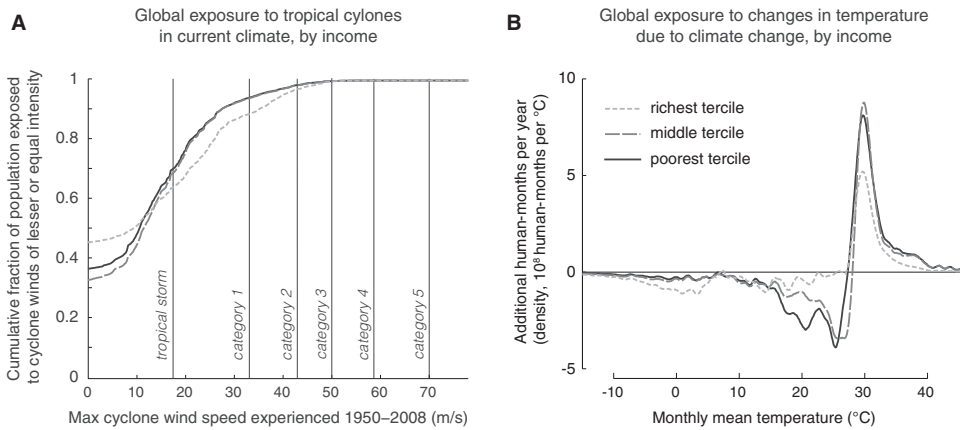 A
Global exposure to tropical cylones
in current climate, by income
Cumulative fraction of population exposed
to cyclone winds of lesser or equal intensity
1
0.8
0.6
0.4
0.2
0
tropical storm
category 1
category 2
category 3
category 4
category 5
0 10 20 30 40 50 60 70
Max cyclone wind speed experienced 1950–2008 (m/s)
B
Global exposure to changes in temperature
due to climate change, by income
Additional human-months per year
(density, 10⁸ human-months per °C)
10
5
0
-5
richest tercile
middle tercile
poorest tercile
-10 0 10 20 30 40
Monthly mean temperature (°C)